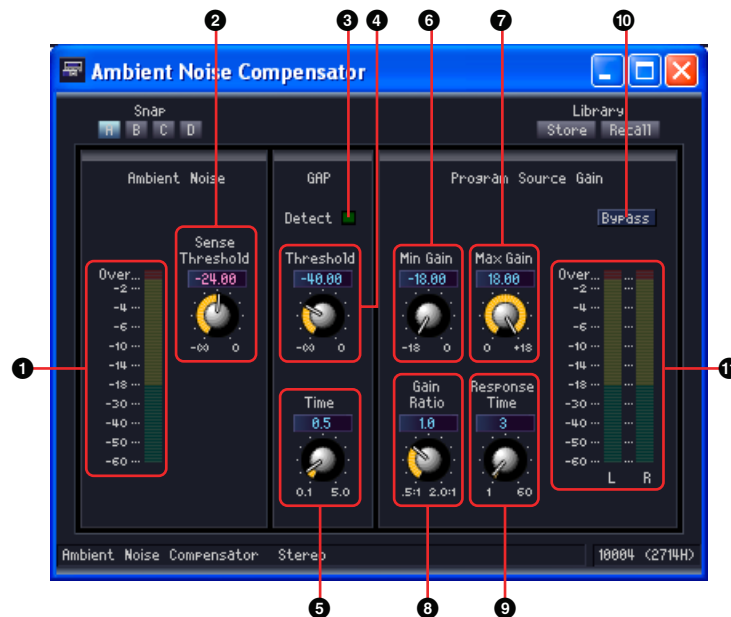 2 3 4 6 7 10
Ambient Noise Compensator
Snap Library
A B C D Store Recall
Ambient Noise GAP Program Source Gain
Detect Bypass
Sense
Threshold Threshold Min Gain Max Gain
-24.00 -40.00 -18.00 18.00
-∞ 0 -∞ 0 -18 0 0 +18
Over... Over...
-2 ... -2 ... ...
-4 ... -4 ... ...
-6 ... -6 ... ...
-10 ... -10 ... ...
-14 ... -14 ... ...
-18 ... -18 ... ...
-30 ... -30 ... ...
-40 ... -40 ... ...
-50 ... -50 ... ...
-60 ... -60 ... ...
L R
1 11
Time Gain Ratio Response Time
0.5 1.0 3
0.1 5.0 .5:1 2.0:1 1 60
Ambient Noise Compensator Stereo 10004 (2714H)
5 8 9